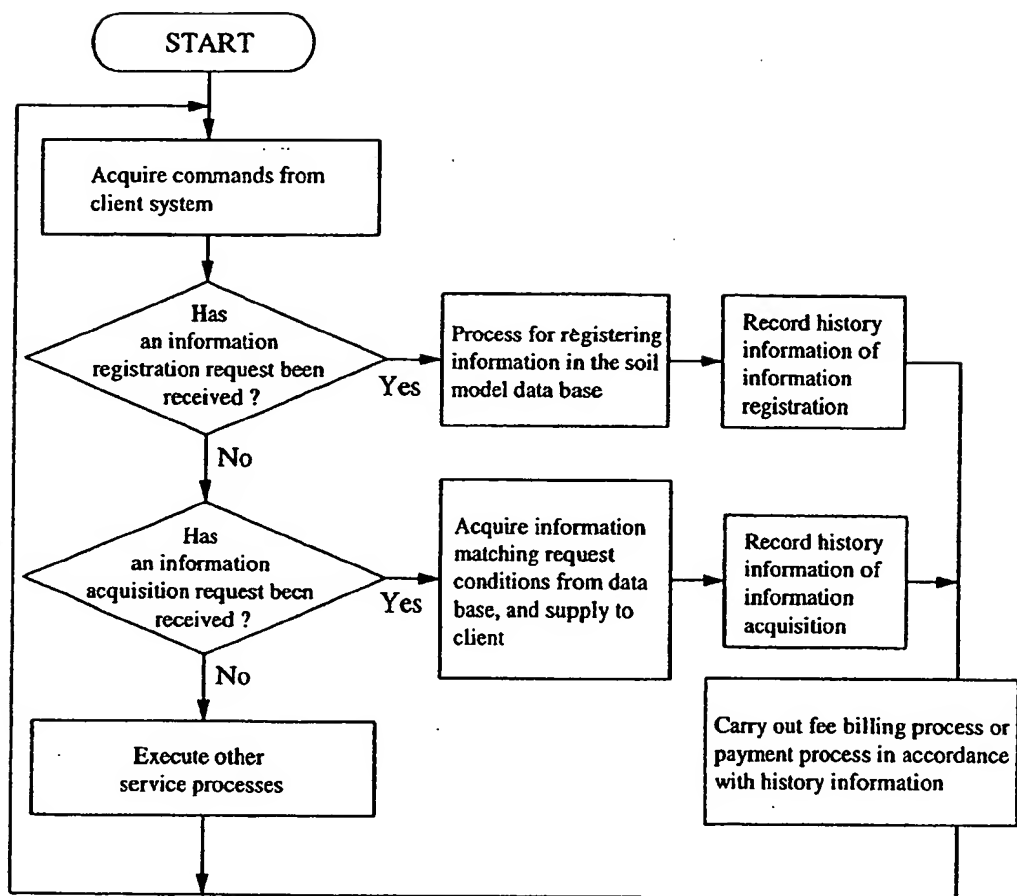 START
Acquire commands from
client system
Has
an information
registration request been
received ?
Yes
Process for registering
information in the soil
model data base
Record history
information of
information
registration
No
Has
an information
acquisition request been
received ?
Yes
Acquire information
matching request
conditions from data
base, and supply to
client
Record history
information of
information
acquisition
No
Execute other
service processes
Carry out fee billing process or
payment process in accordance
with history information